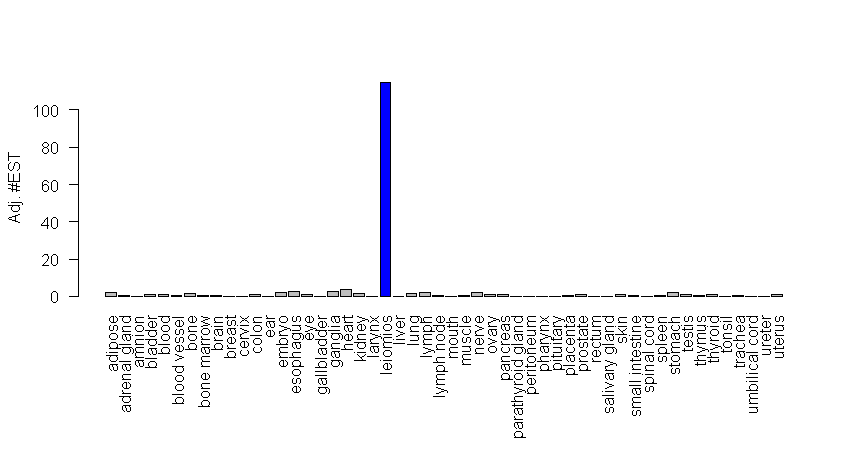 Adj. #EST
100
80
60
40
20
0
adipose
adrenal gland
amnion
bladder
blood
blood vessel
bone
bone marrow
brain
breast
cervix
colon
ear
embryo
esophagus
eye
gallbladder
ganglia
heart
kidney
larynx
leiomios
liver
lung
lymph
lymph node
mouth
muscle
nerve
ovary
pancreas
parathyroid gland
peritoneum
pharynx
pituitary
placenta
prostate
rectum
salivary gland
skin
small intestine
spinal cord
spleen
stomach
testis
thymus
thyroid
tonsil
trachea
umbilical cord
ureter
uterus